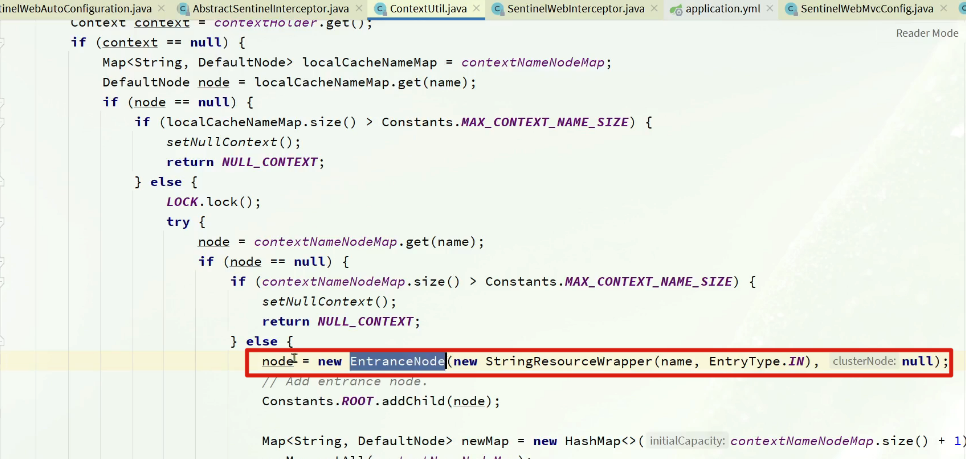 ntinelWebAutoConfiguration.java × AbstractSentinelInterceptor.java × ContextUtil.java × SentinelWebInterceptor.java × application.yml × SentinelWebMvcConfig.java ×
Context context = contextHolder.get();
Reader Mode
if (context == null) {
Map<String, DefaultNode> localCacheNameMap = contextNameNodeMap;
DefaultNode node = localCacheNameMap.get(name);
if (node == null) {
if (localCacheNameMap.size() > Constants.MAX_CONTEXT_NAME_SIZE) {
setNullContext();
return NULL_CONTEXT;
} else {
LOCK.lock();
try {
node = contextNameNodeMap.get(name);
if (node == null) {
if (contextNameNodeMap.size() > Constants.MAX_CONTEXT_NAME_SIZE) {
setNullContext();
return NULL_CONTEXT;
} else {
node = new EntranceNode(new StringResourceWrapper(name, EntryType.IN), clusterNode: null);
// Add entrance node.
Constants.ROOT.addChild(node);
Map<String, DefaultNode> newMap = new HashMap<>( initialCapacity: contextNameNodeMap.size() + 1)